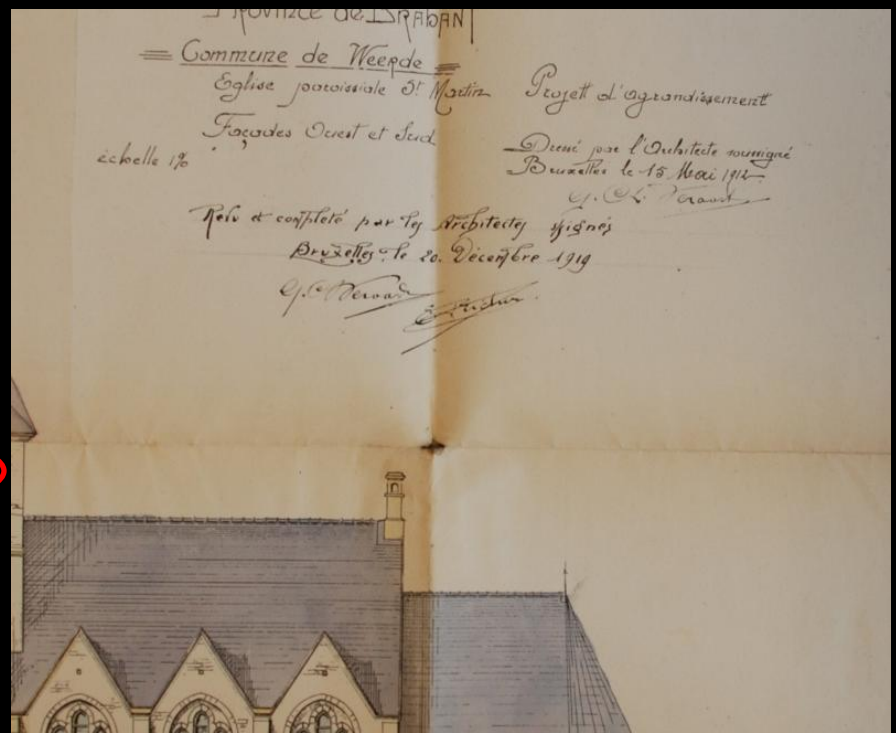 Province de Brabant
Commune de Weerde
Eglise paroissiale St Martin
Projet d'agrandissement
Façades Ouest et Sud
échelle 1%
Dressé par l'Architecte soussigné
Bruxelles le 15 Mai 1912
Revu et complété par les Architectes
Bruxelles le 20. Décembre 1919